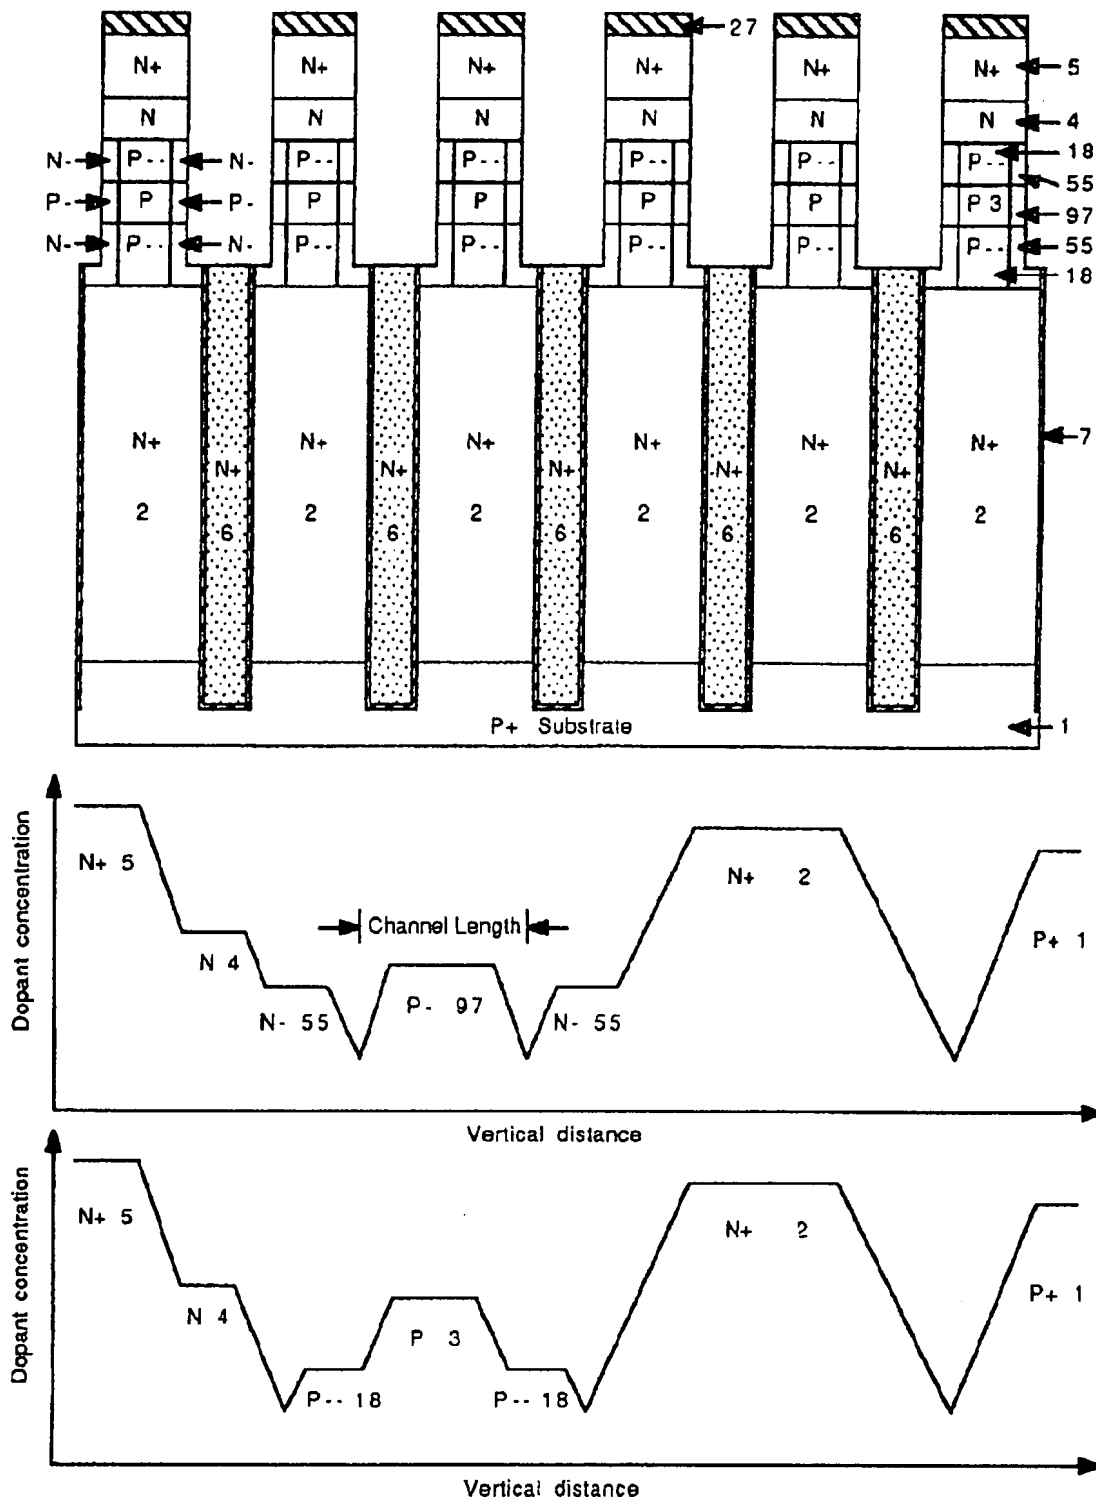 27
N+ N+ N+ N+ N+ N+ 5
N N N N N N 4
N- P-- N- P-- P-- P-- P-- P-- 18
55
P- P P- P P P P P 3 97
N- P-- N- P-- P-- P-- P-- P-- 55
18
N+ N+ N+ N+ N+ N+ 7
N+ N+ N+ N+ N+
2 2 2 2 2 2
6 6 6 6 6
P+ Substrate 1
Dopant concentration
N+ 5
N 4
N- 55
Channel Length
P- 97
N- 55
N+ 2
P+ 1
Vertical distance
Dopant concentration
N+ 5
N 4
P-- 18
P 3
P-- 18
N+ 2
P+ 1
Vertical distance